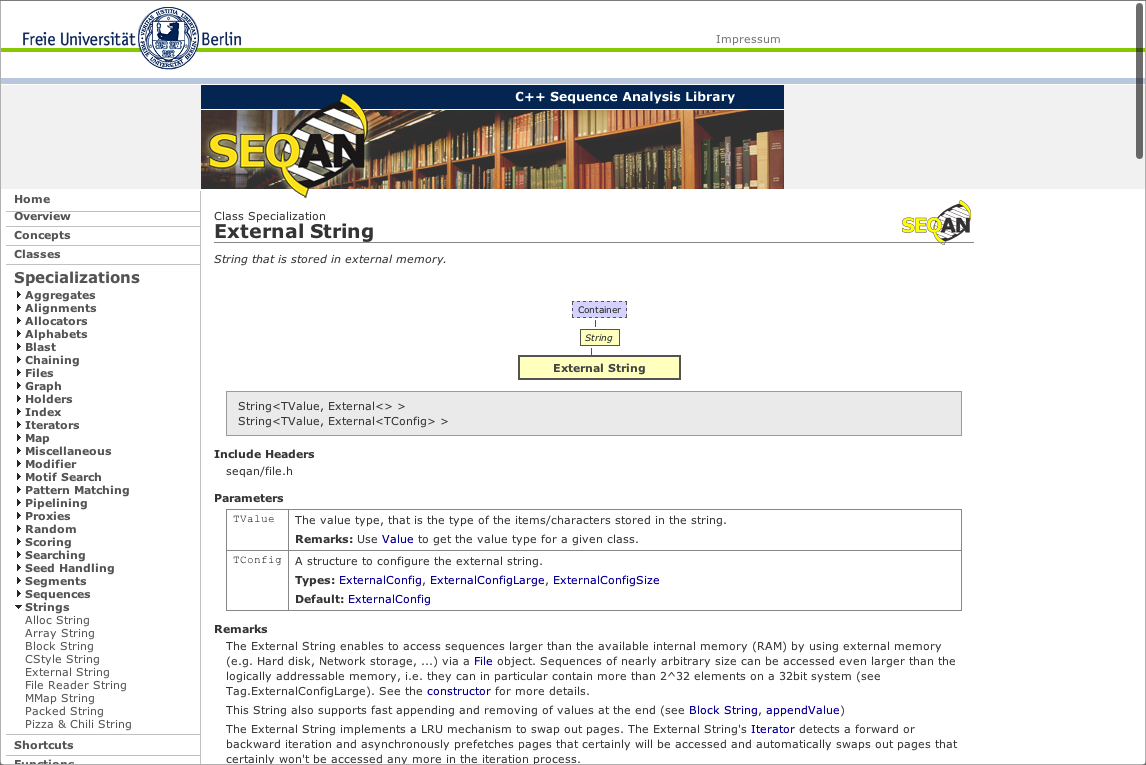 Freie Universität Berlin
Impressum
C++ Sequence Analysis Library
SEQAN
Home
Overview
Concepts
Classes
Specializations
Aggregates
Alignments
Allocators
Alphabets
Blast
Chaining
Files
Graph
Holders
Index
Iterators
Map
Miscellaneous
Modifier
Motif Search
Pattern Matching
Pipelining
Proxies
Random
Scoring
Searching
Seed Handling
Segments
Sequences
Strings
Alloc String
Array String
Block String
CStyle String
External String
File Reader String
MMap String
Packed String
Pizza & Chili String
Shortcuts
Functions
Class Specialization
External String
SEQAN
String that is stored in external memory.
Container
String
External String
String<TValue, External<> >
String<TValue, External<TConfig> >
Include Headers
seqan/file.h
Parameters
TValue
The value type, that is the type of the items/characters stored in the string.
Remarks: Use Value to get the value type for a given class.
TConfig
A structure to configure the external string.
Types: ExternalConfig, ExternalConfigLarge, ExternalConfigSize
Default: ExternalConfig
Remarks
The External String enables to access sequences larger than the available internal memory (RAM) by using external memory
(e.g. Hard disk, Network storage, ...) via a File object. Sequences of nearly arbitrary size can be accessed even larger than the
logically addressable memory, i.e. they can in particular contain more than 2^32 elements on a 32bit system (see
Tag.ExternalConfigLarge). See the constructor for more details.
This String also supports fast appending and removing of values at the end (see Block String, appendValue)
The External String implements a LRU mechanism to swap out pages. The External String's Iterator detects a forward or
backward iteration and asynchronously prefetches pages that certainly will be accessed and automatically swaps out pages that
certainly won't be accessed any more in the iteration process.